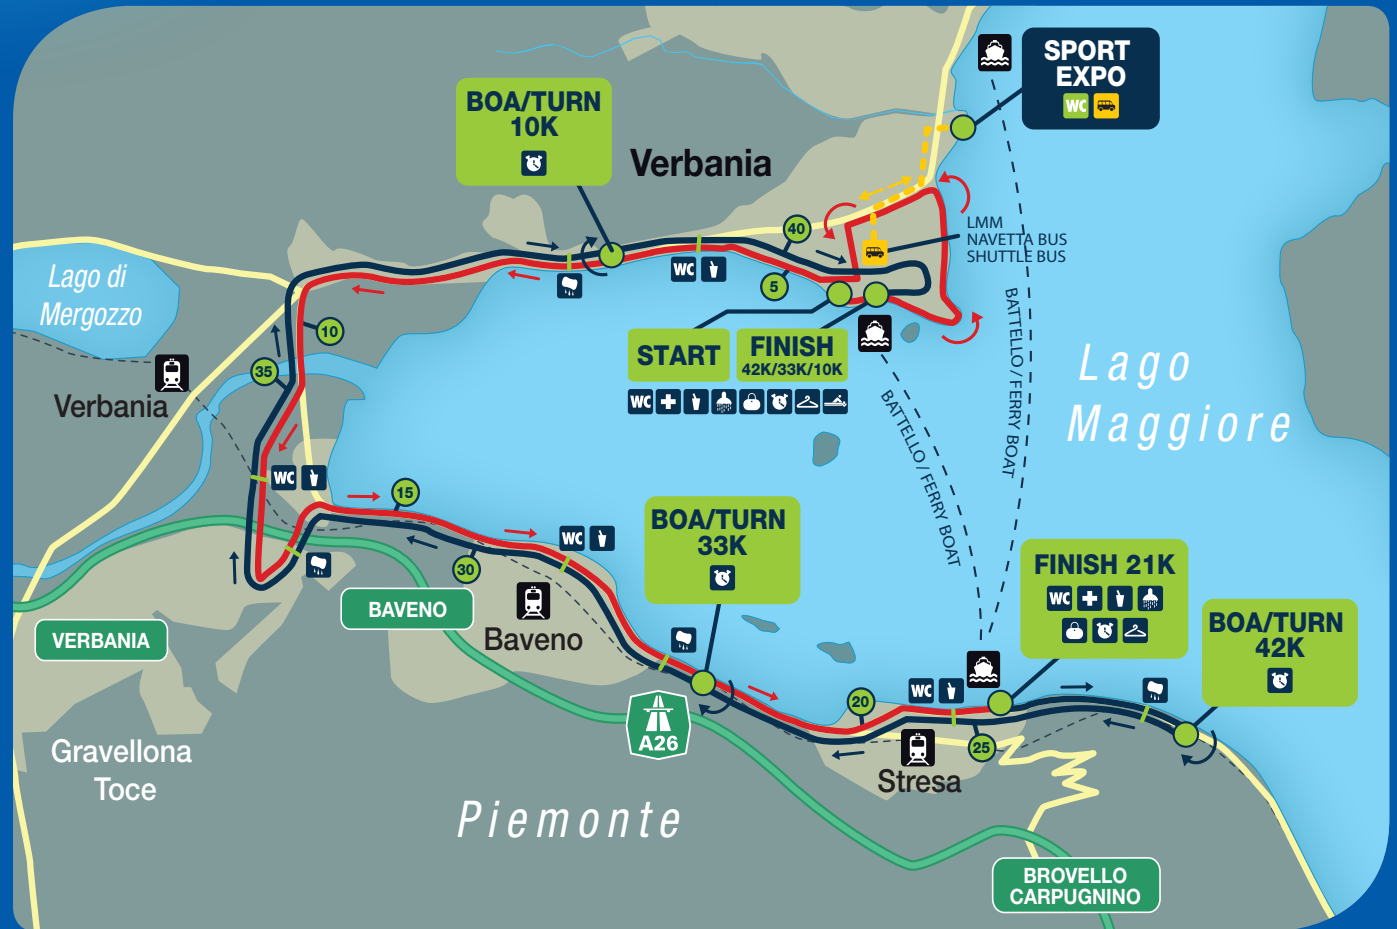 SPORT
EXPO
WC
BOA/TURN
10K
Verbania
40
LMM
NAVETTA BUS
SHUTTLE BUS
Lago di
Mergozzo
WC
5
10
BATTELLO / FERRY BOAT
START
FINISH
42K/33K/10K
WC
35
Verbania
Lago
Maggiore
BATTELLO / FERRY BOAT
WC
15
30
WC
BOA/TURN
33K
FINISH 21K
WC
BAVENO
VERBANIA
Baveno
BOA/TURN
42K
20
WC
25
A26
Gravellona
Toce
Stresa
Piemonte
BROVELLO
CARPUGNINO